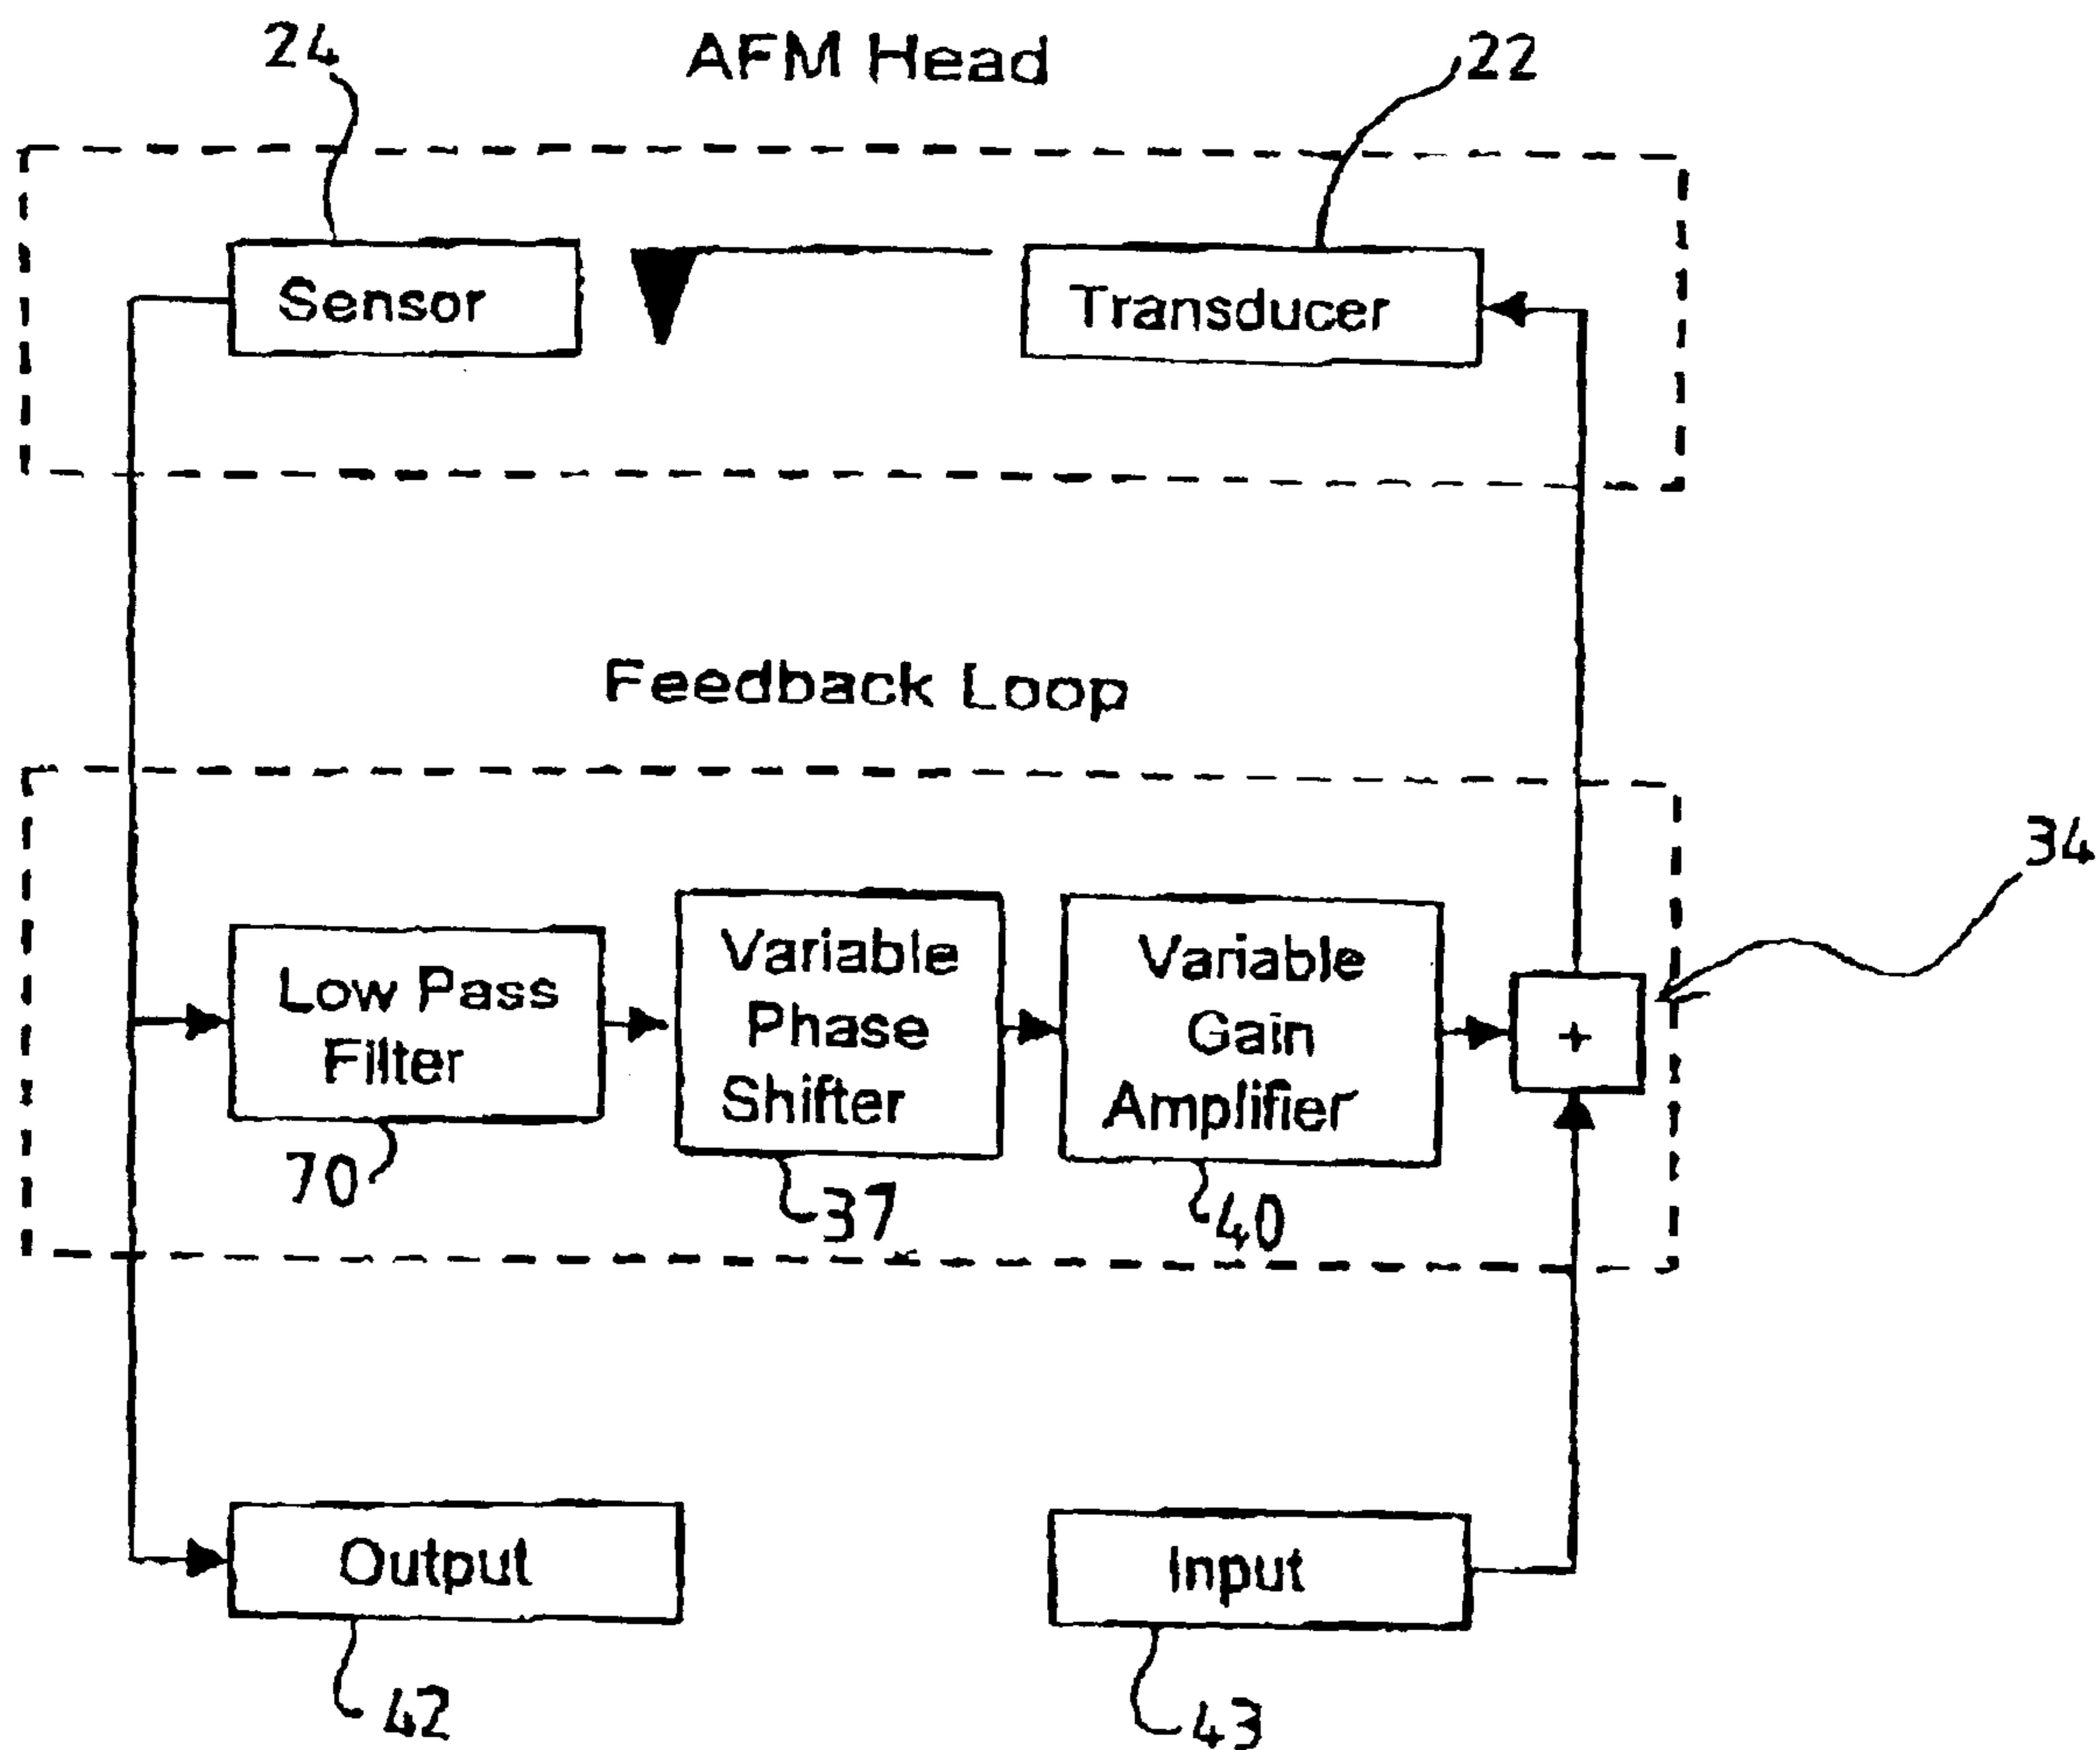 24
AFM Head
22
Sensor
Transducer
Feedback Loop
34
Low Pass
Filter
Variable
Phase
Shifter
Variable
Gain
Amplifier
+
70
37
40
Output
Input
42
43